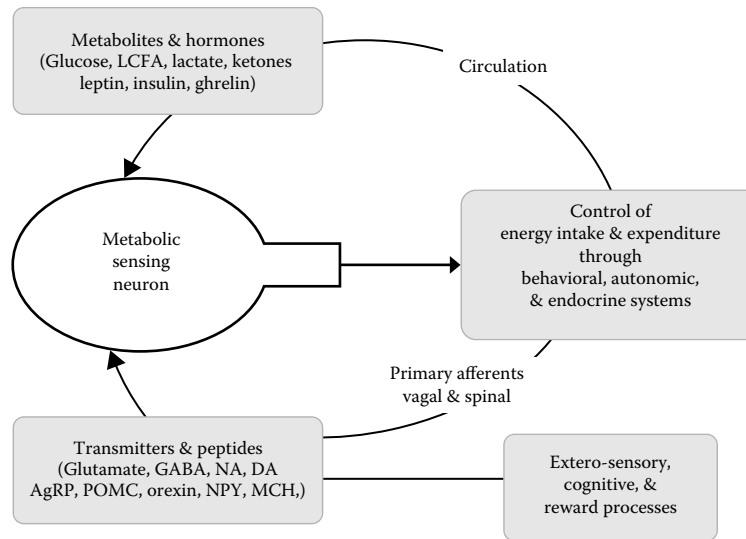 Metabolites & hormones
(Glucose, LCFA, lactate, ketones
leptin, insulin, ghrelin)
Circulation
Metabolic
sensing
neuron
Control of
energy intake & expenditure
through
behavioral, autonomic,
& endocrine systems
Primary afferents
vagal & spinal
Transmitters & peptides
(Glutamate, GABA, NA, DA
AgRP, POMC, orexin, NPY, MCH,)
Extero-sensory,
cognitive, &
reward processes